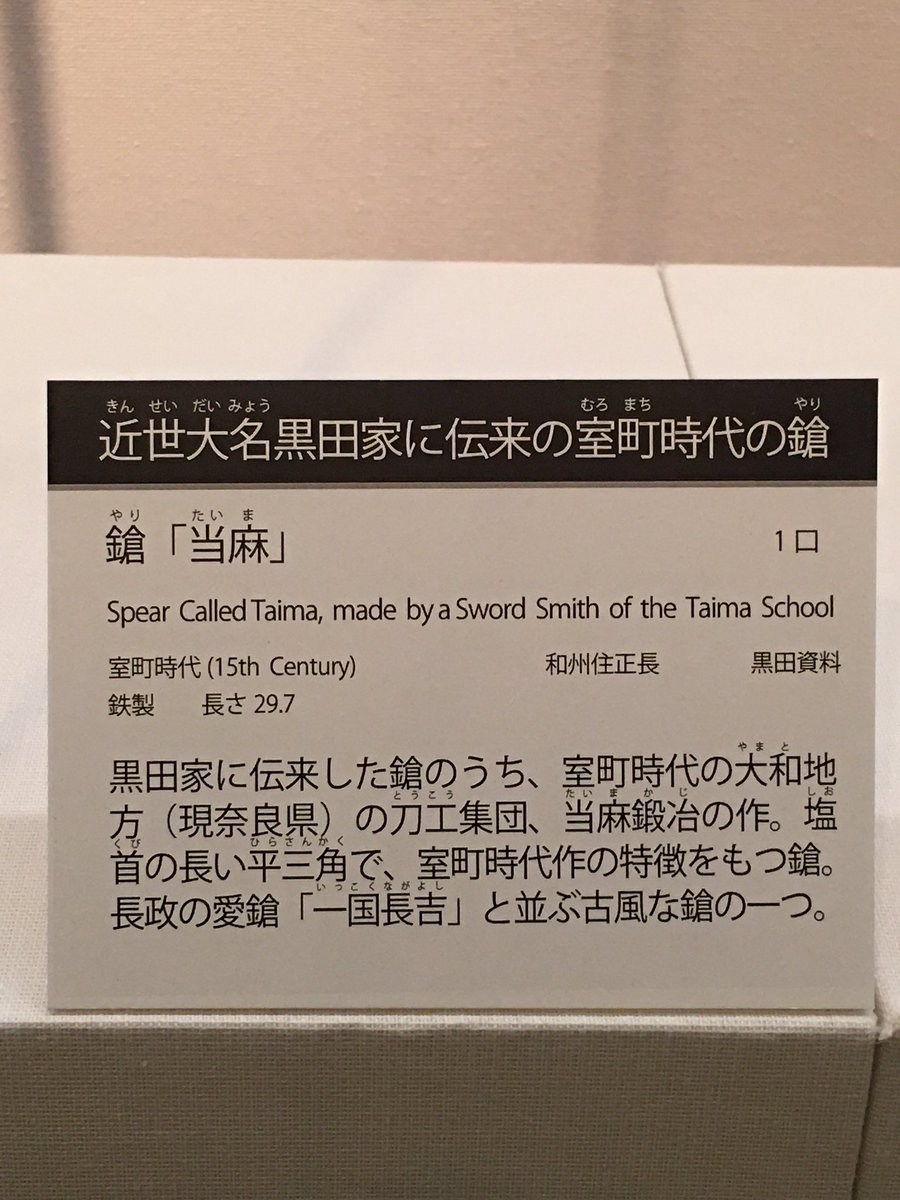 きん せい だい みょう むろ まち やり
近世大名黒田家に伝来の室町時代の鎗
やり たい ま
鎗「当麻」 1口
Spear Called Taima, made by a Sword Smith of the Taima School
室町時代 (15th Century) 和州住正長 黒田資料
鉄製 長さ 29.7
やまと
黒田家に伝来した鎗のうち、室町時代の大和地
とうこう たいまかじ しお
方（現奈良県）の刀工集団、当麻鍛冶の作。塩
くび ひらさんかく
首の長い平三角で、室町時代作の特徴をもつ鎗。
いっこくながよし
長政の愛鎗「一国長吉」と並ぶ古風な鎗の一つ。